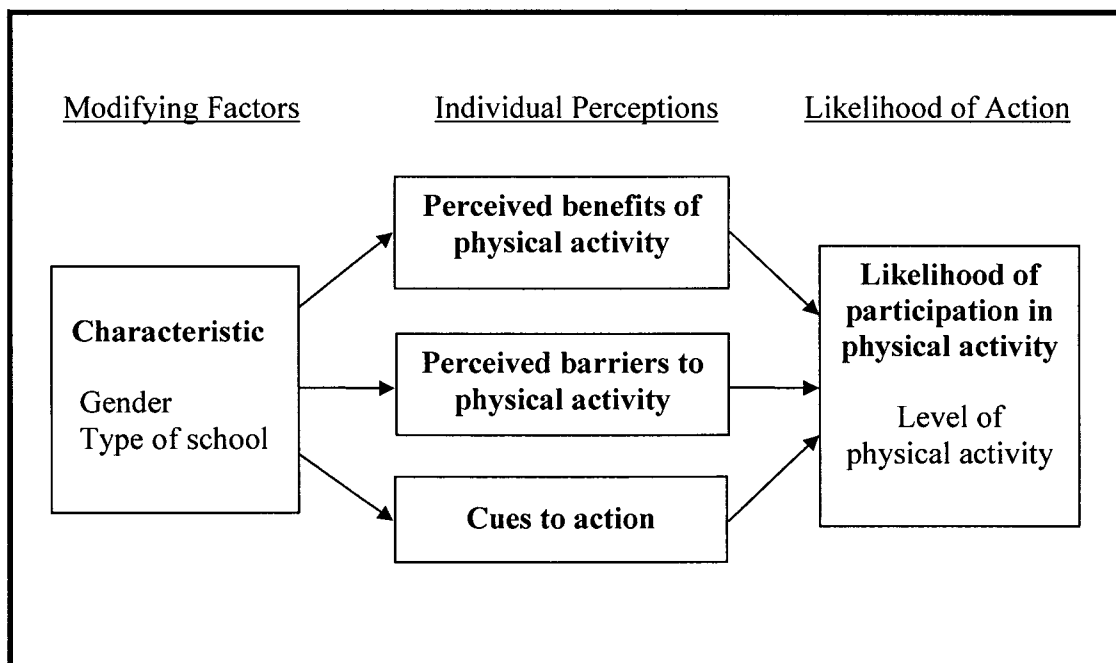 Modifying Factors
Individual Perceptions
Likelihood of Action
Characteristic
Gender
Type of school
Perceived benefits of
physical activity
Perceived barriers to
physical activity
Cues to action
Likelihood of
participation in
physical activity
Level of
physical activity